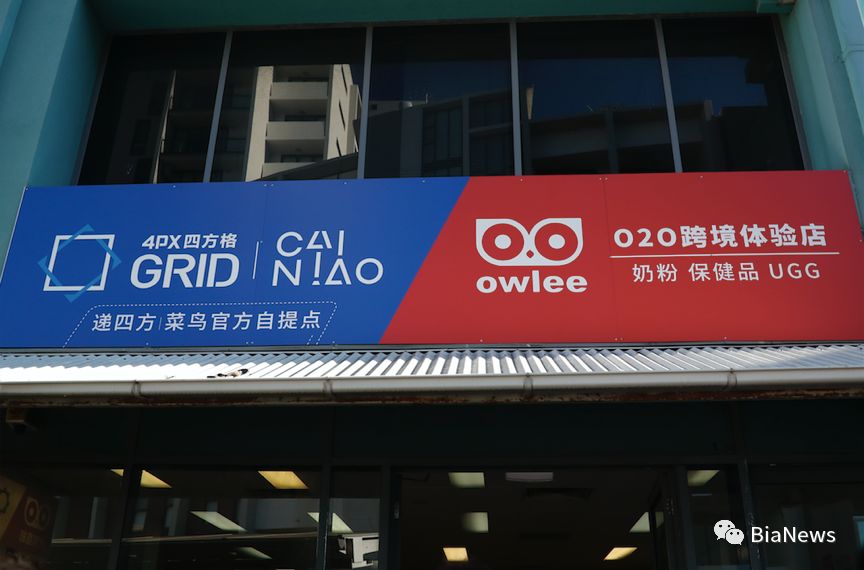 4PX四方格
GRID
CAI
NIAO
递四方|菜鸟官方自提点
owlee
O2O跨境体验店
奶粉 保健品 UGG
BiaNews